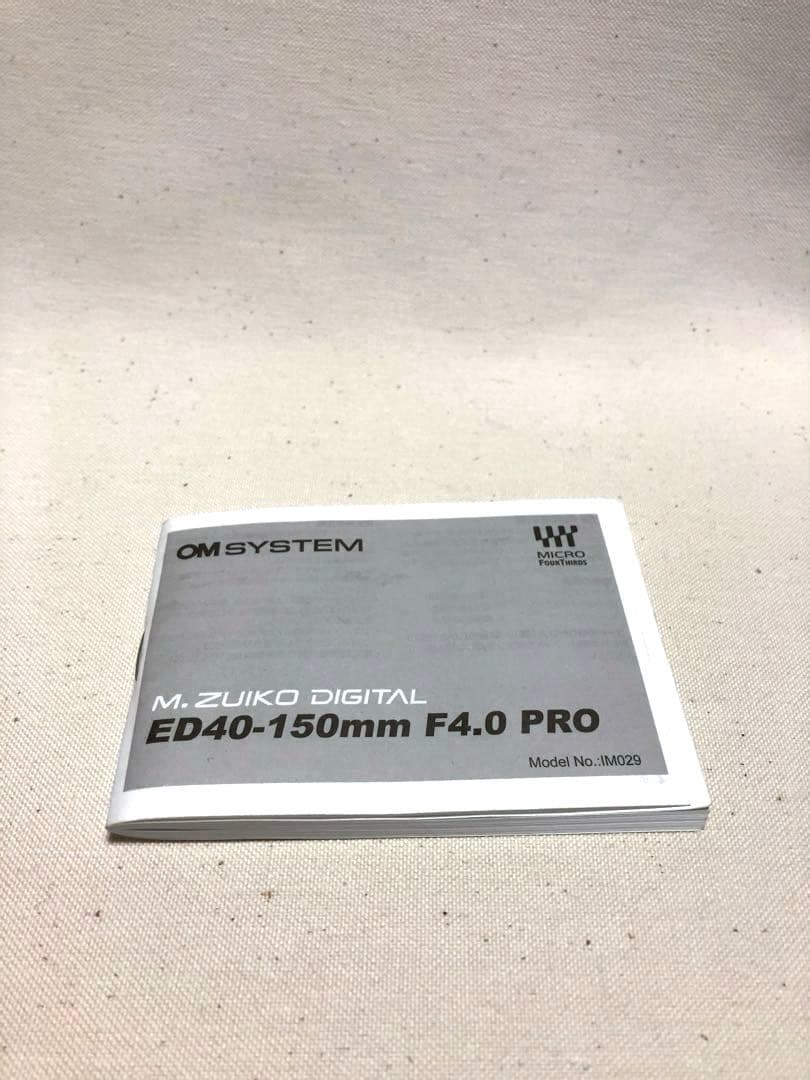 OM SYSTEM
MICRO
FOURTHIRDS
M. ZUIKO DIGITAL
ED40-150mm F4.0 PRO
Model No.:IM029